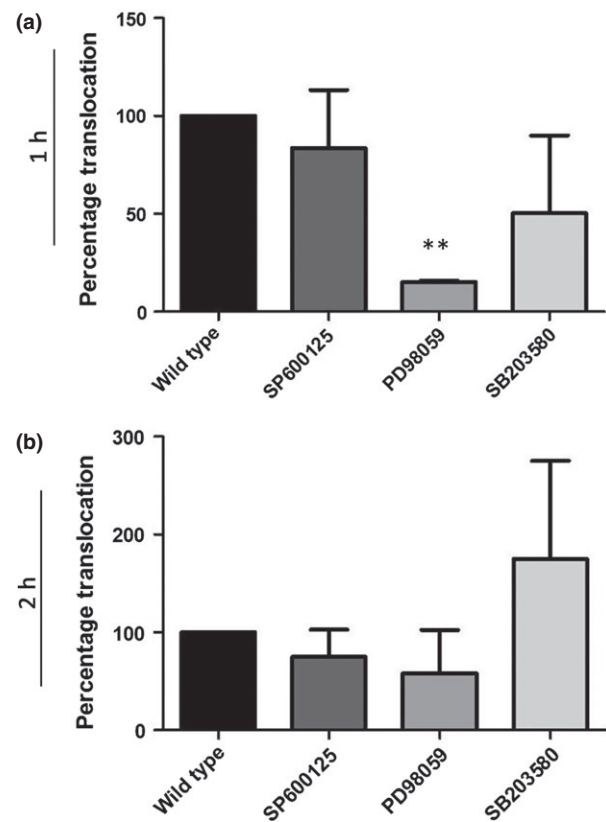 (a)
1 h
Percentage translocation
150
100
50
0
**
Wild type
SP600125
PD98059
SB203580
(b)
2 h
Percentage translocation
300
200
100
0
Wild type
SP600125
PD98059
SB203580